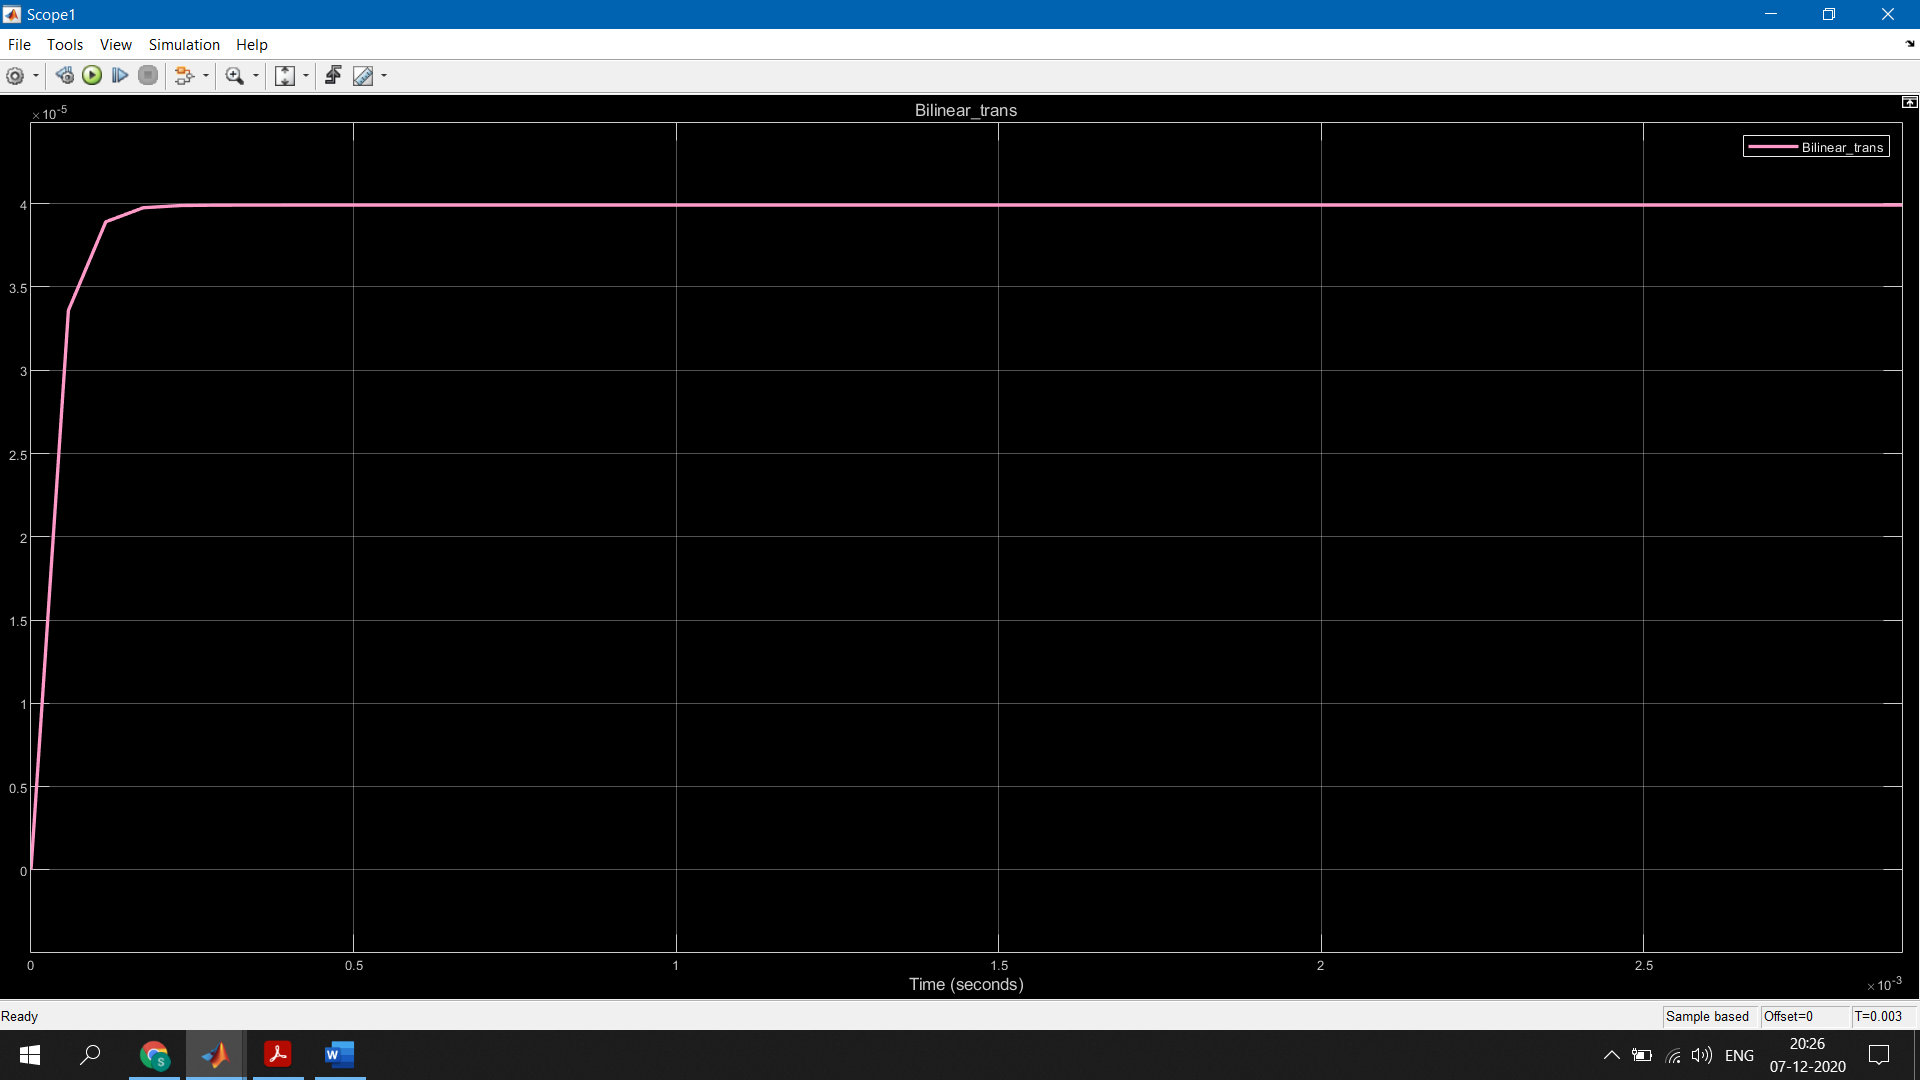 Scope1
File Tools View Simulation Help
×10-5
Bilinear_trans
Bilinear_trans
4
3.5
3
2.5
2
1.5
1
0.5
0
0 0.5 1 1.5 2 2.5
Time (seconds)
×10-3
Ready
Sample based Offset=0 T=0.003
S
W
ENG
20:26
07-12-2020